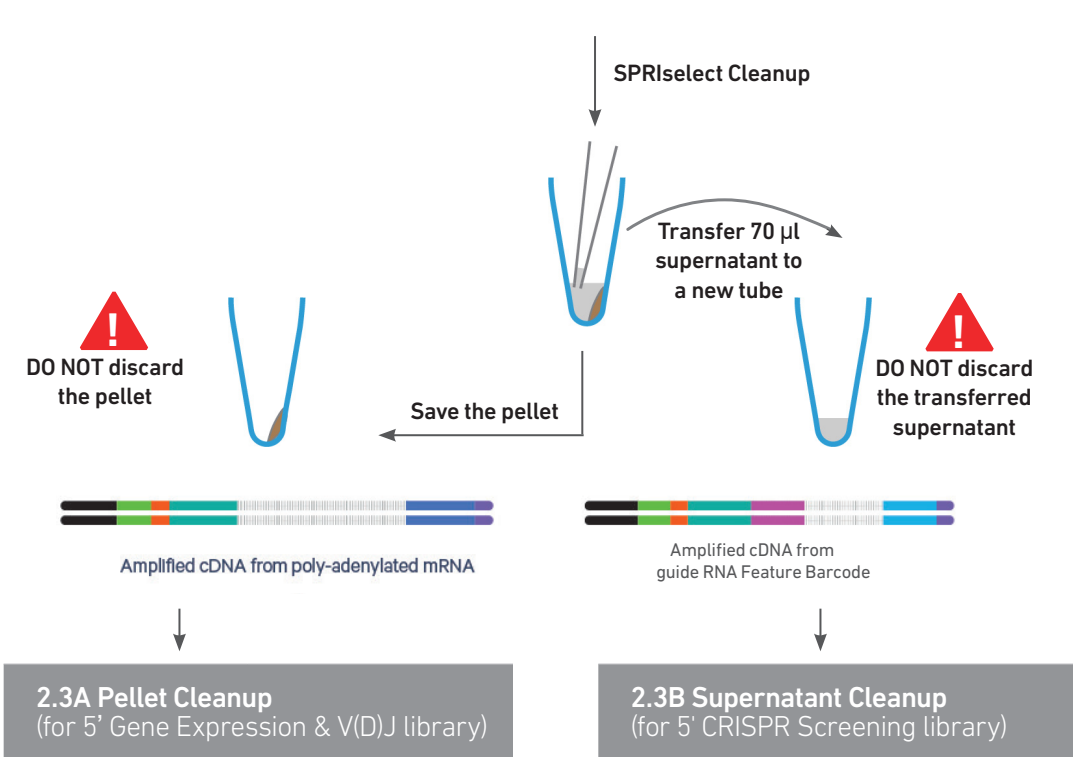 SPRIselect Cleanup
Transfer 70 µl
supernatant to
a new tube
!
DO NOT discard
the pellet
Save the pellet
!
DO NOT discard
the transferred
supernatant
Amplified cDNA from poly-adenylated mRNA
Amplified cDNA from
guide RNA Feature Barcode
2.3A Pellet Cleanup
(for 5’ Gene Expression & V(D)J library)
2.3B Supernatant Cleanup
(for 5' CRISPR Screening library)